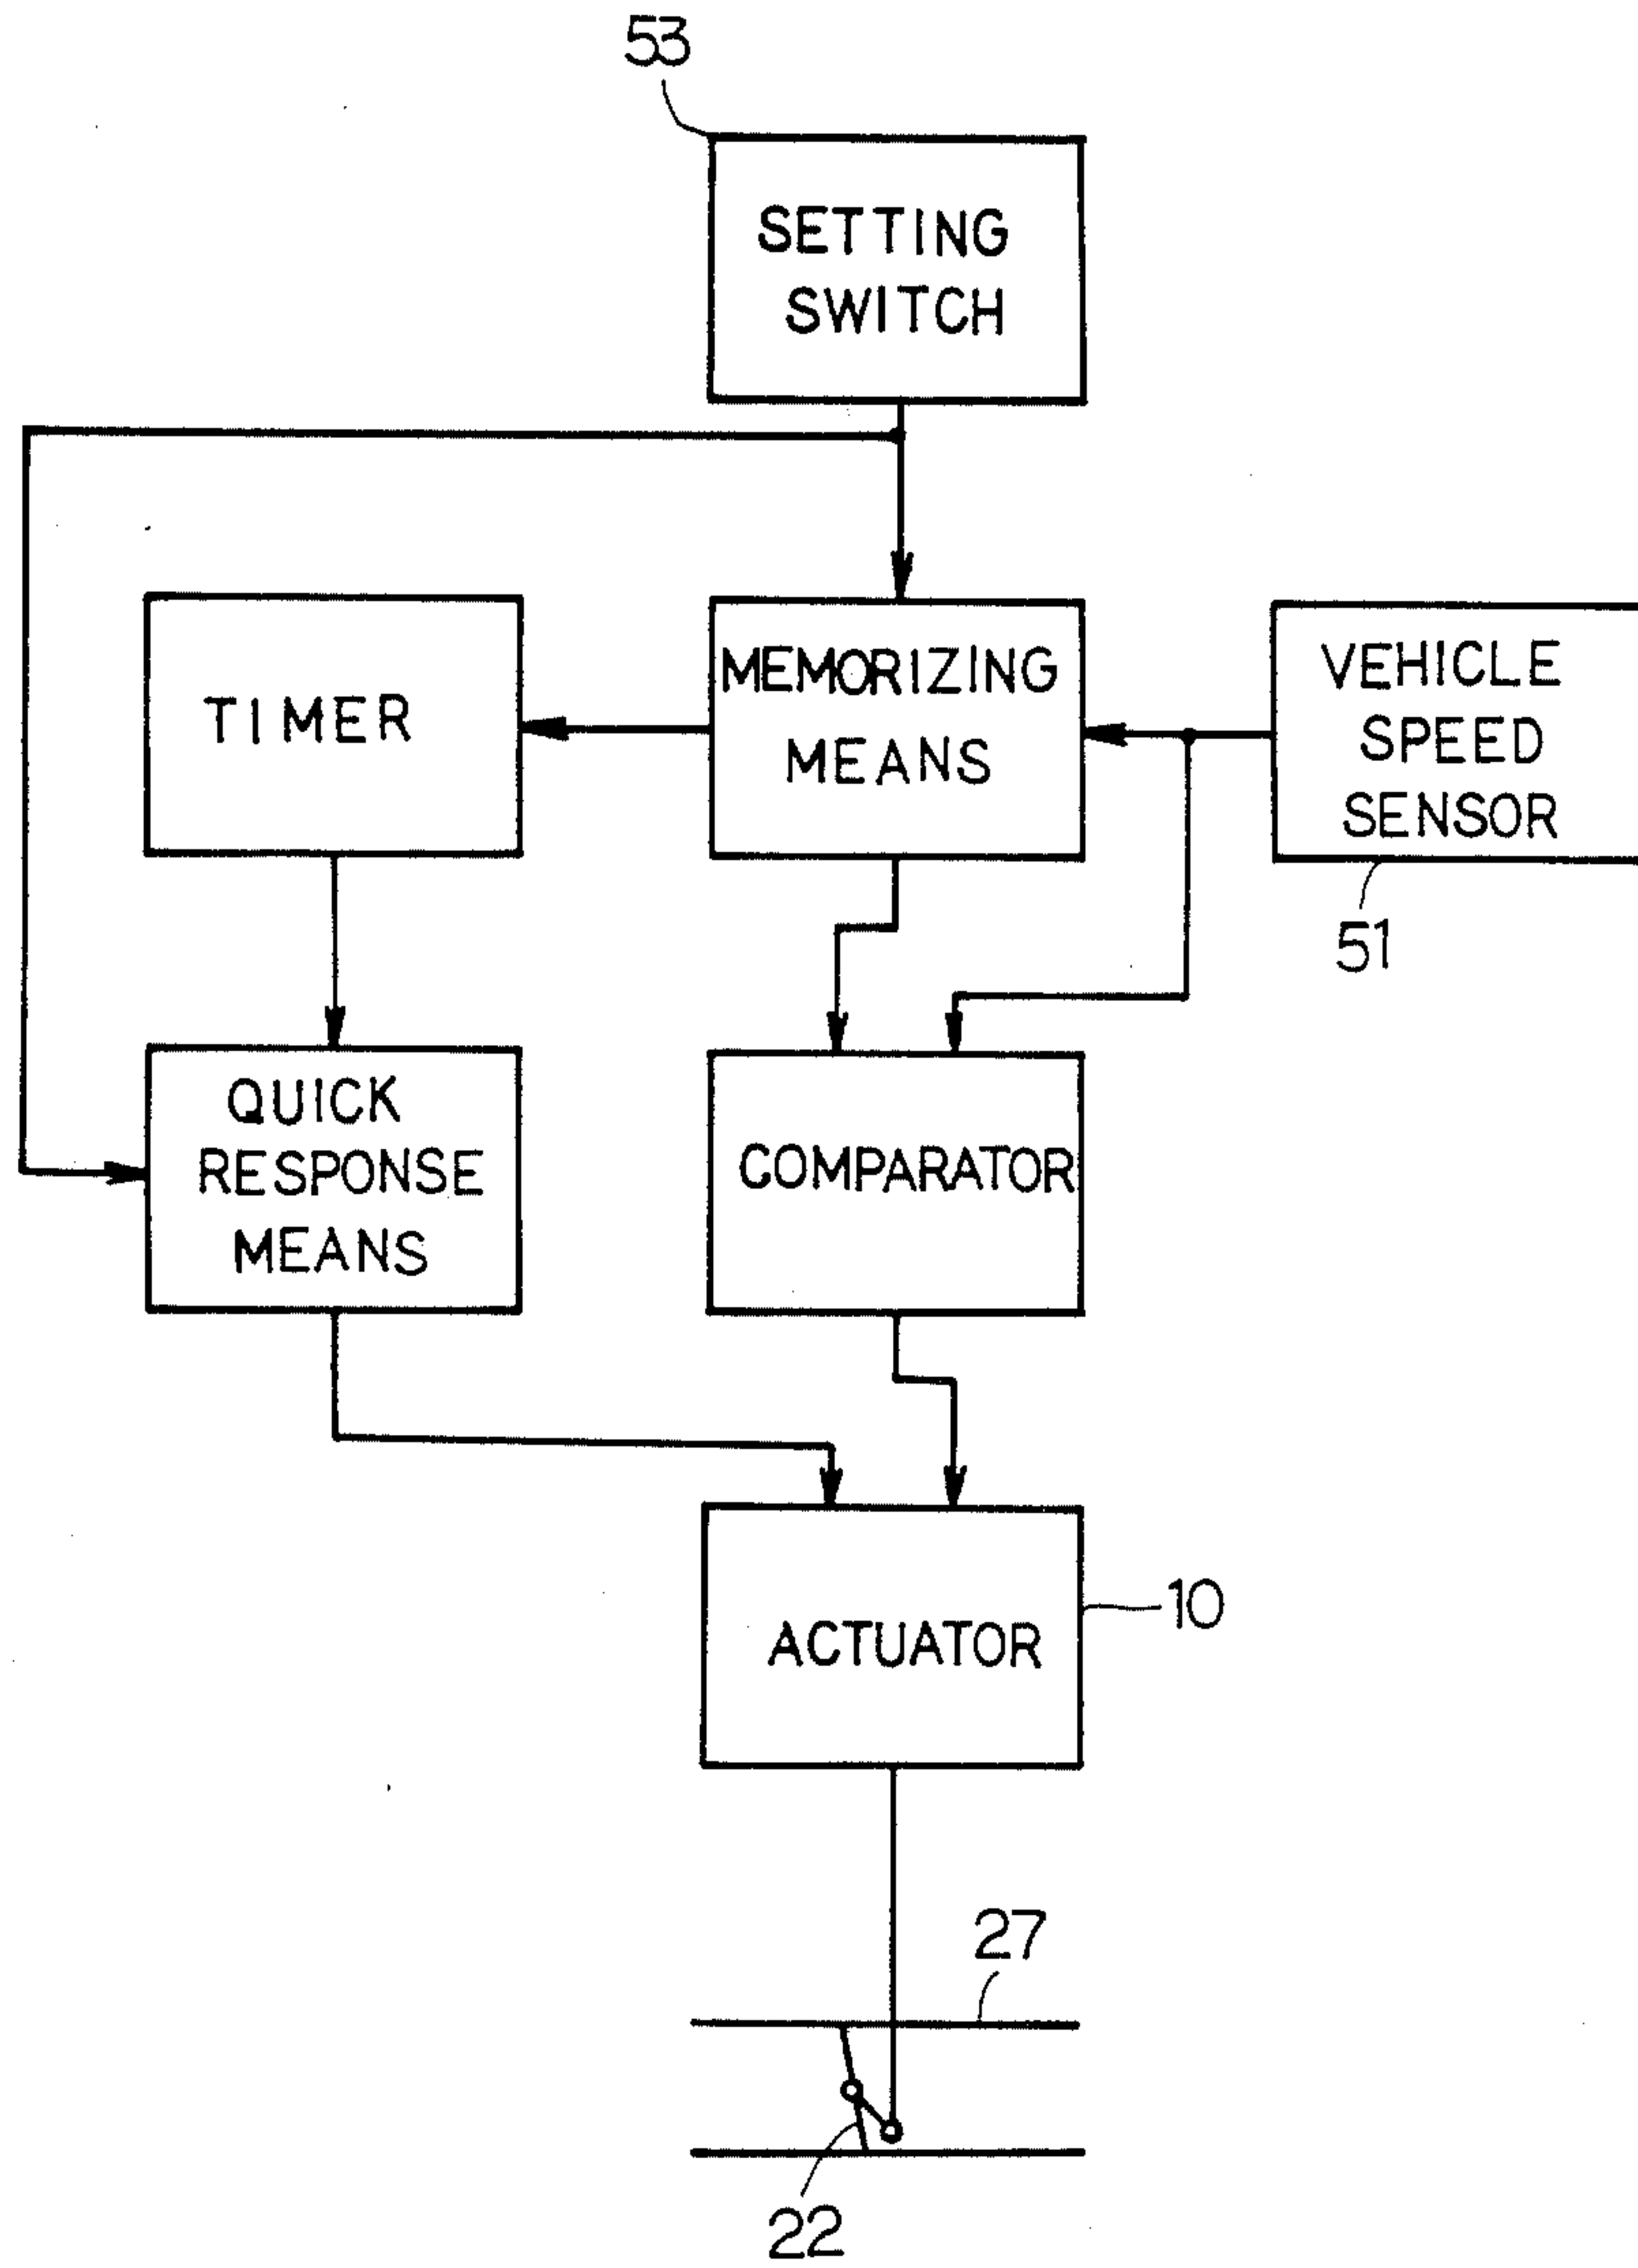 53
SETTING
SWITCH
TIMER
MEMORIZING
MEANS
VEHICLE
SPEED
SENSOR
51
QUICK
RESPONSE
MEANS
COMPARATOR
ACTUATOR
10
27
22